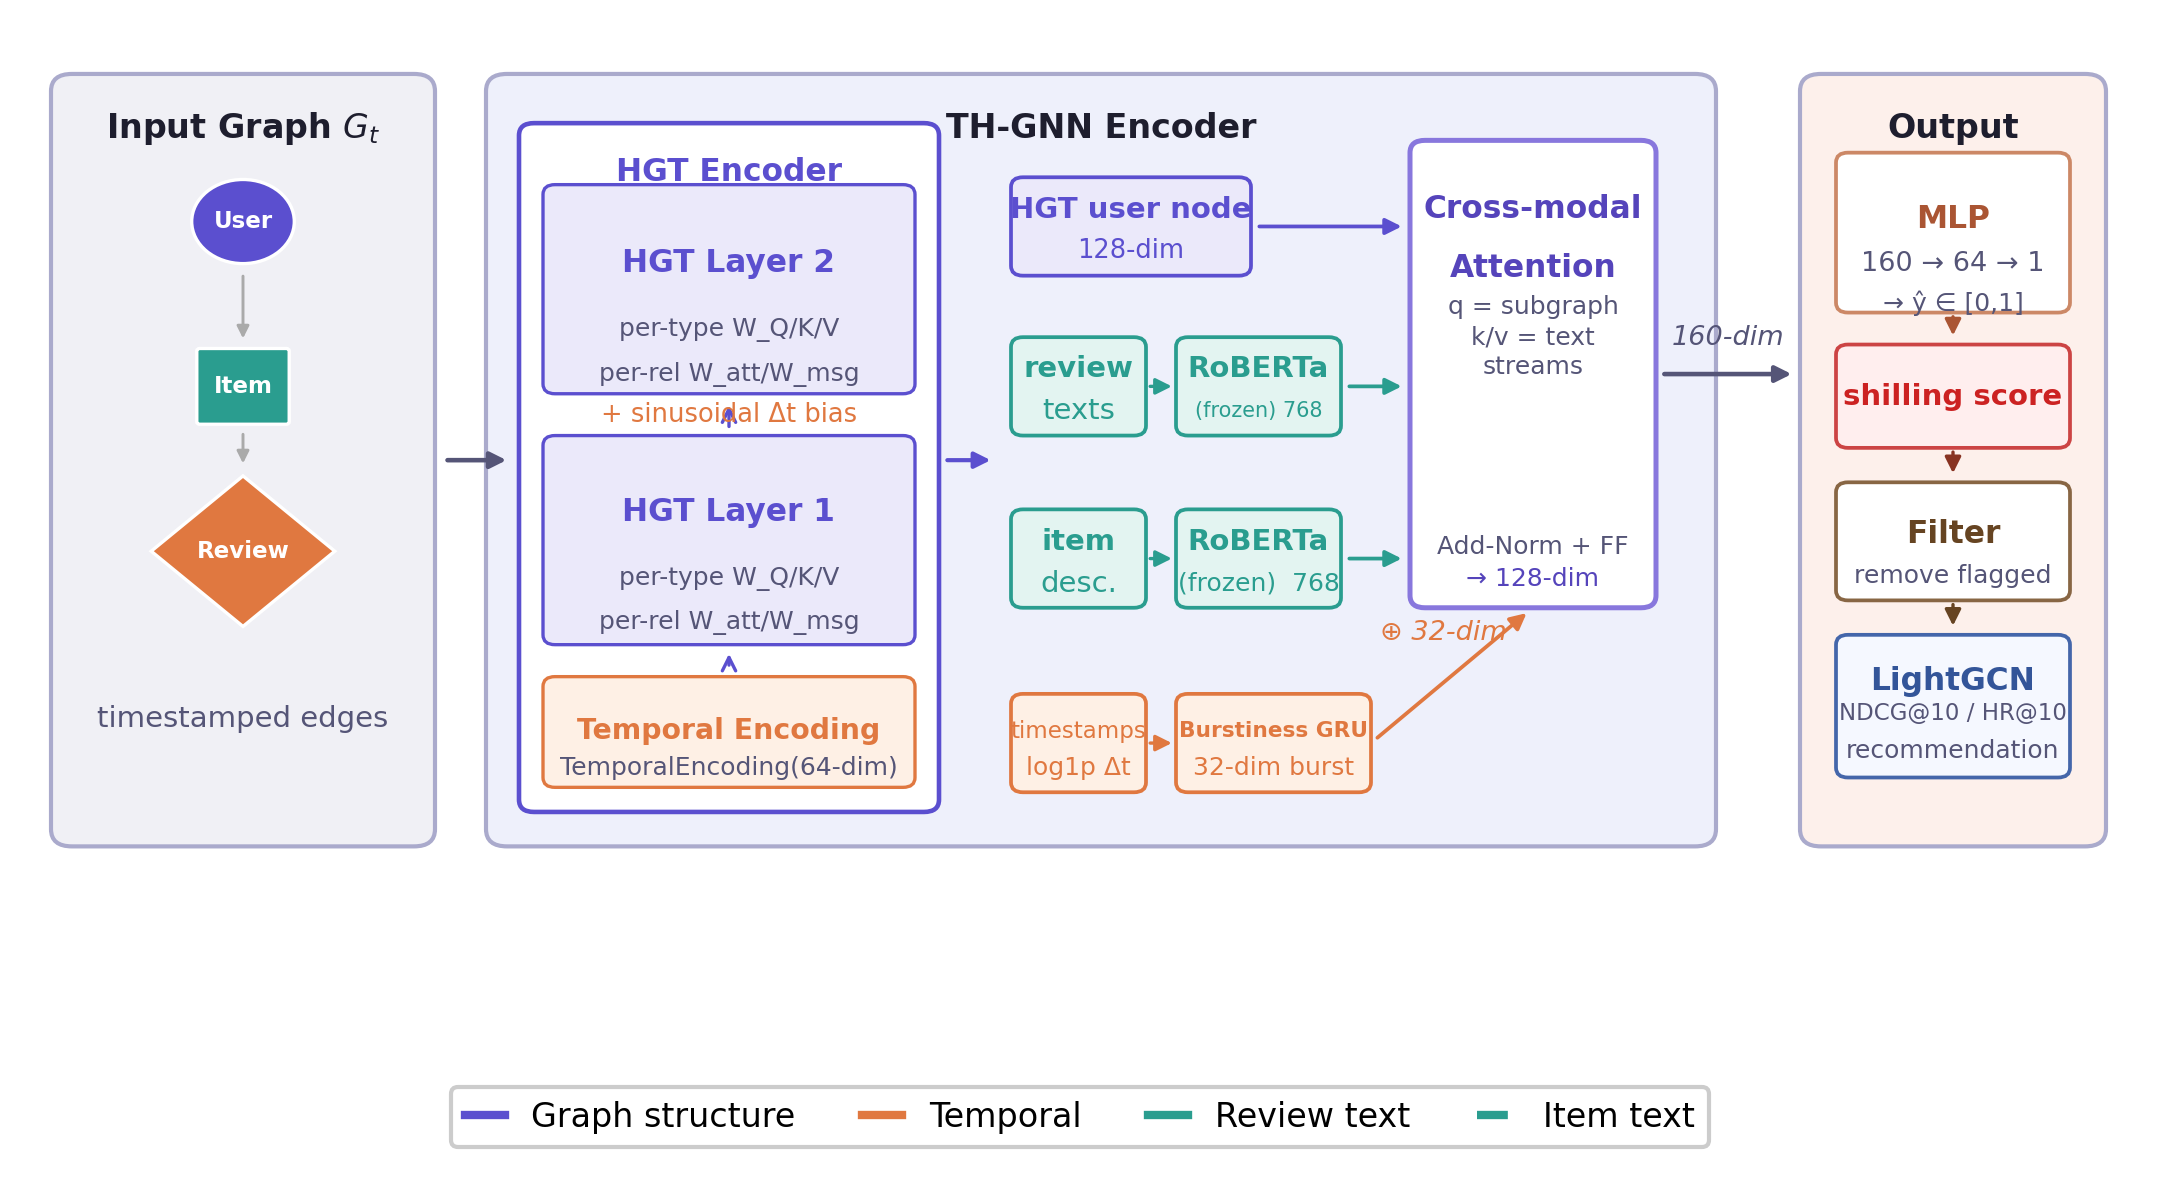 Input Graph G_t
User
Item
Review
timestamped edges
TH-GNN Encoder
HGT Encoder
HGT Layer 2
per-type W_Q/K/V
per-rel W_att/W_msg
+ sinusoidal Δt bias
HGT Layer 1
per-type W_Q/K/V
per-rel W_att/W_msg
Temporal Encoding
TemporalEncoding(64-dim)
HGT user node
128-dim
review
texts
RoBERTa
(frozen) 768
item
desc.
RoBERTa
(frozen)  768
timestamps
log1p Δt
Burstiness GRU
32-dim burst
Cross-modal
Attention
q = subgraph
k/v = text
streams
Add-Norm + FF
→ 128-dim
⊕ 32-dim
160-dim
Output
MLP
160 → 64 → 1
→ ŷ ∈ [0,1]
shilling score
Filter
remove flagged
LightGCN
NDCG@10 / HR@10
recommendation
Graph structure
Temporal
Review text
Item text